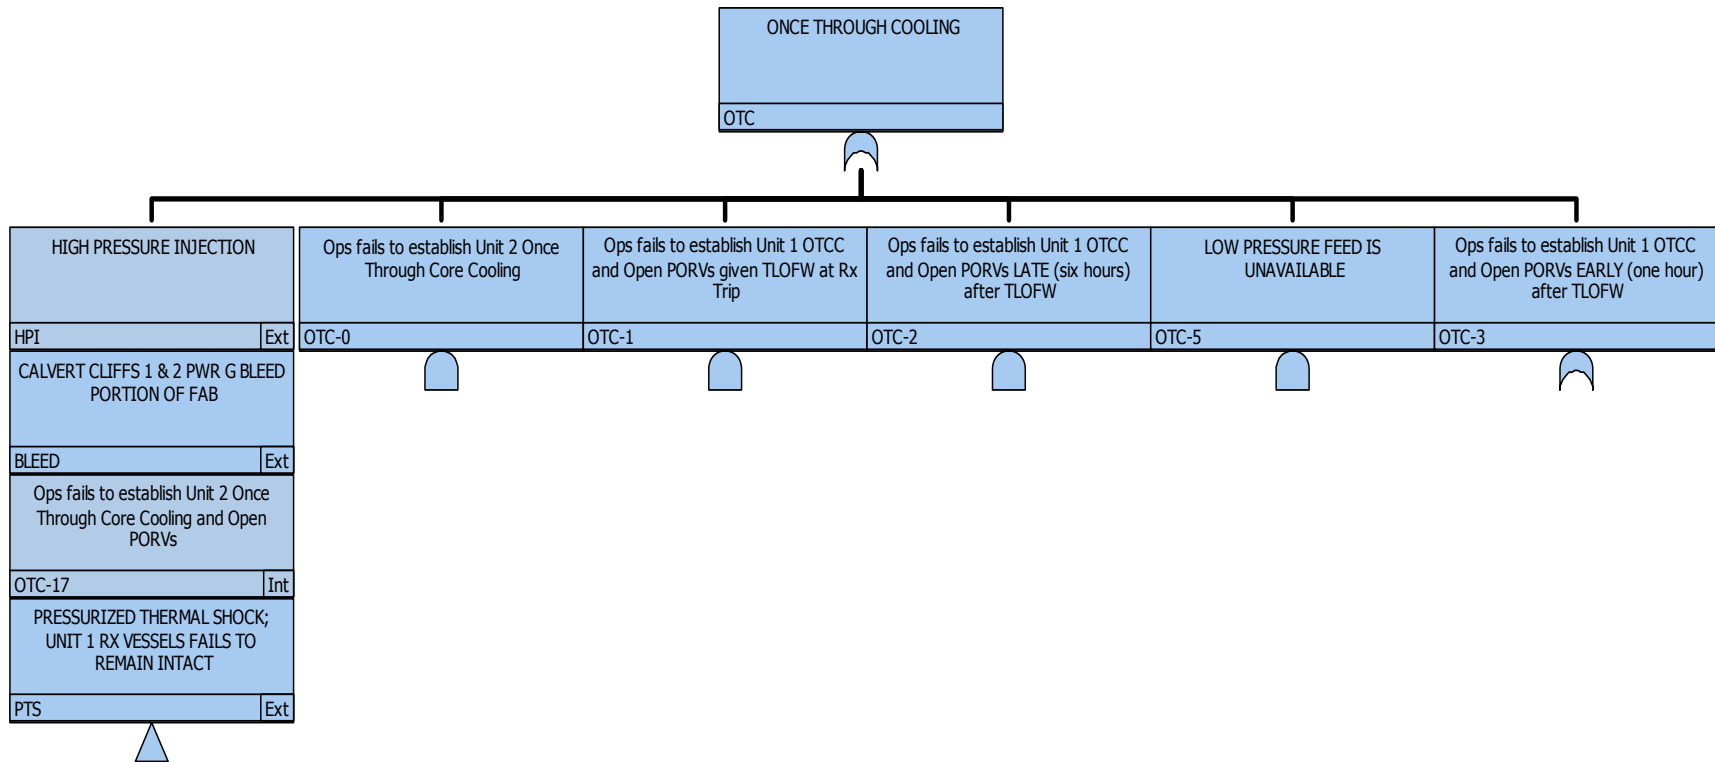 ONCE THROUGH COOLING
OTC
HIGH PRESSURE INJECTION
HPI
Ext
CALVERT CLIFFS 1 & 2 PWR G BLEED
PORTION OF FAB
BLEED
Ext
Ops fails to establish Unit 2 Once
Through Core Cooling and Open
PORVs
OTC-17
Int
PRESSURIZED THERMAL SHOCK;
UNIT 1 RX VESSELS FAILS TO
REMAIN INTACT
PTS
Ext
Ops fails to establish Unit 2 Once
Through Core Cooling
OTC-0
Ops fails to establish Unit 1 OTCC
and Open PORVs given TLOFW at Rx
Trip
OTC-1
Ops fails to establish Unit 1 OTCC
and Open PORVs LATE (six hours)
after TLOFW
OTC-2
LOW PRESSURE FEED IS
UNAVAILABLE
OTC-5
Ops fails to establish Unit 1 OTCC
and Open PORVs EARLY (one hour)
after TLOFW
OTC-3